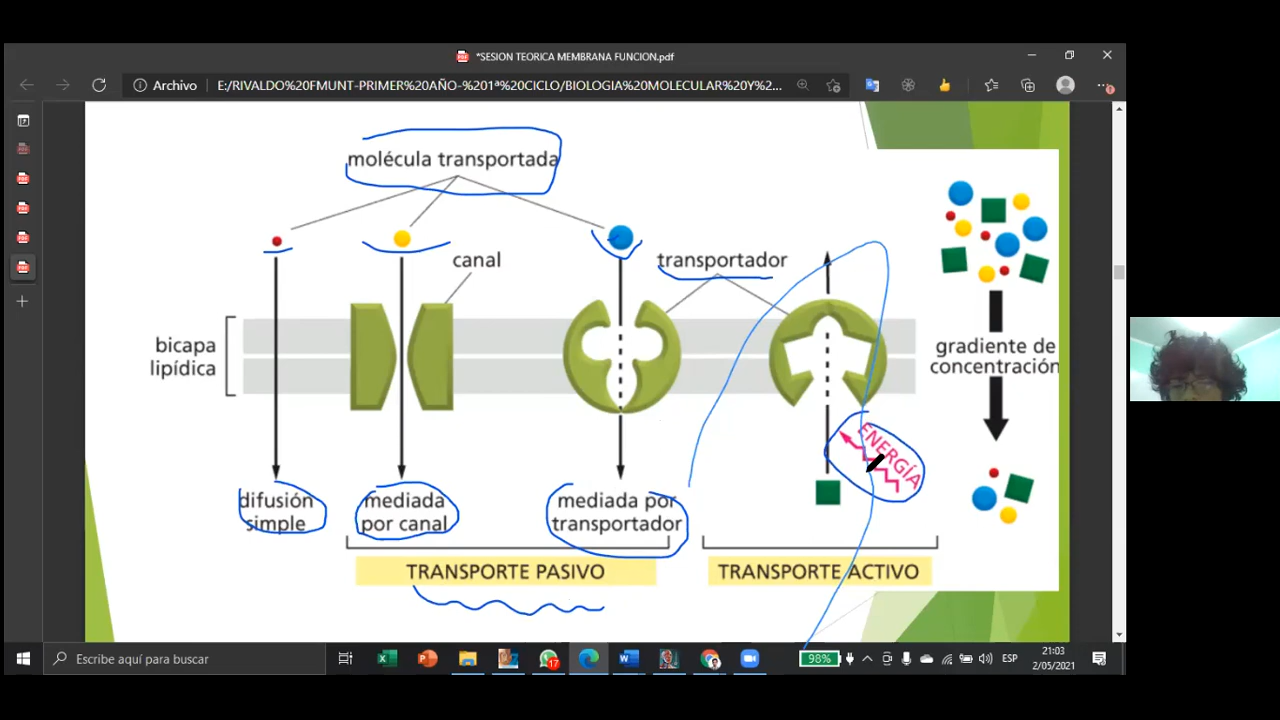 *SESION TEORICA MEMBRANA FUNCION.pdf
Archivo
E:/RIVALDO%20FMUNT-PRIMER%20AÑO-%201ª%20CICLO/BIOLOGIA%20MOLECULAR%20Y%2...
molécula transportada
canal
transportador
bicapa
lipídica
gradiente de
concentración
ENERGÍA
difusión
simple
mediada
por canal
mediada por
transportador
TRANSPORTE PASIVO
TRANSPORTE ACTIVO
Escribe aquí para buscar
17
98%
ESP
21:03
2/05/2021